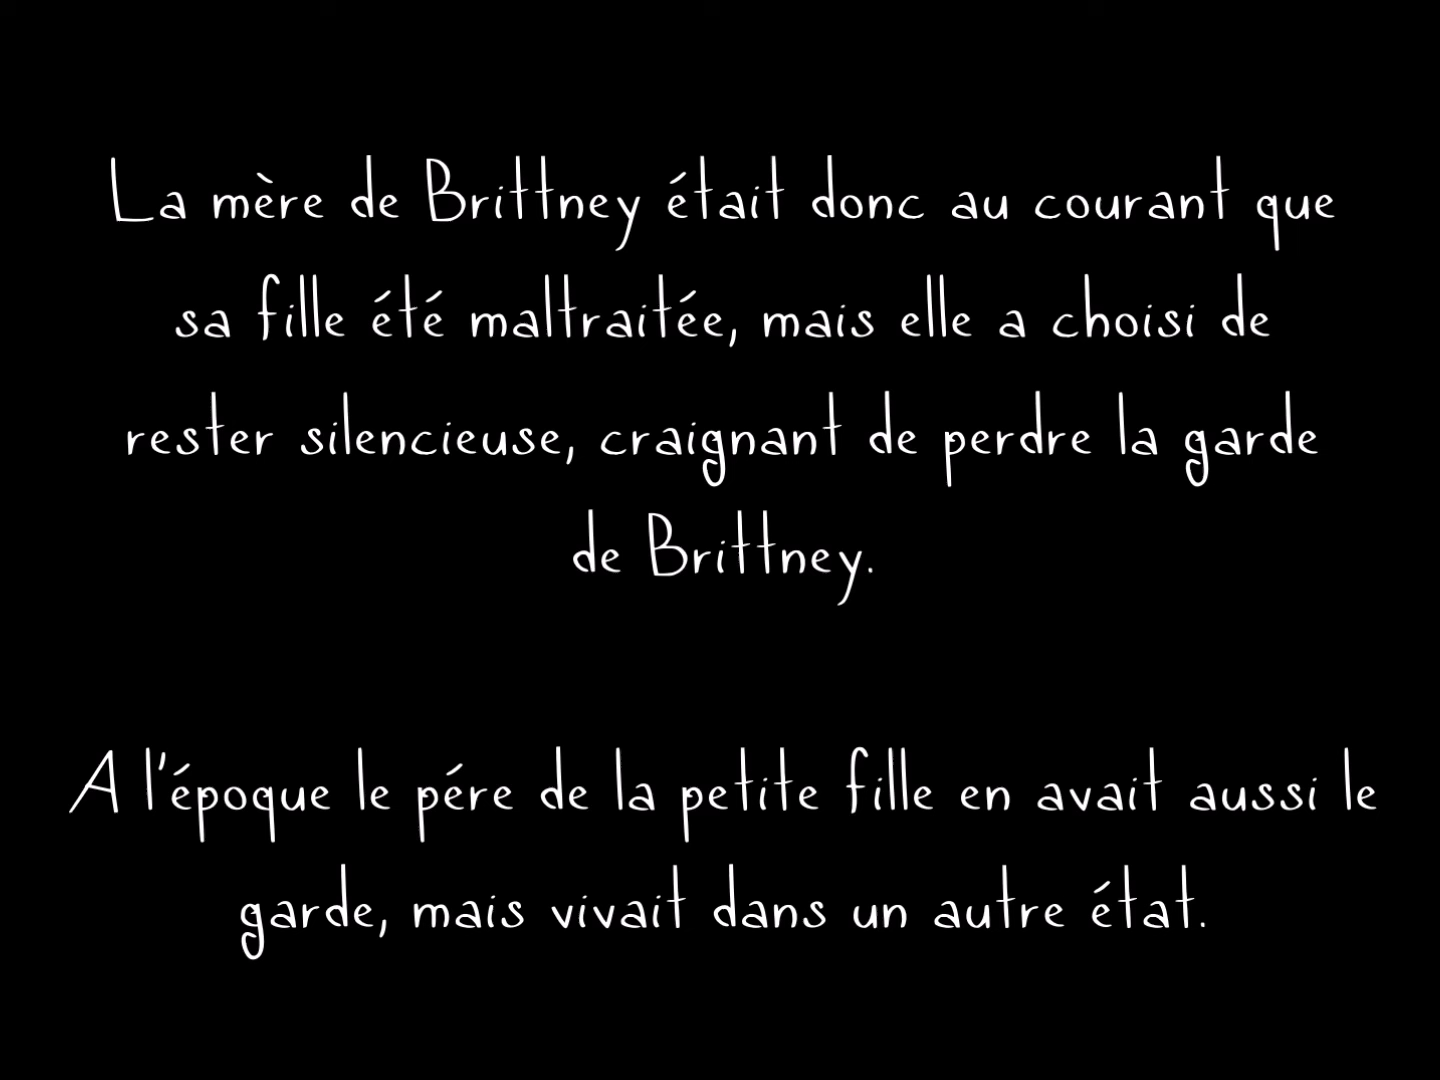 La mère de Brittney était donc au courant que
sa fille été maltraitée, mais elle a choisi de
rester silencieuse, craignant de perdre la garde
de Brittney.
A l'époque le pére de la petite fille en avait aussi le
garde, mais vivait dans un autre état.